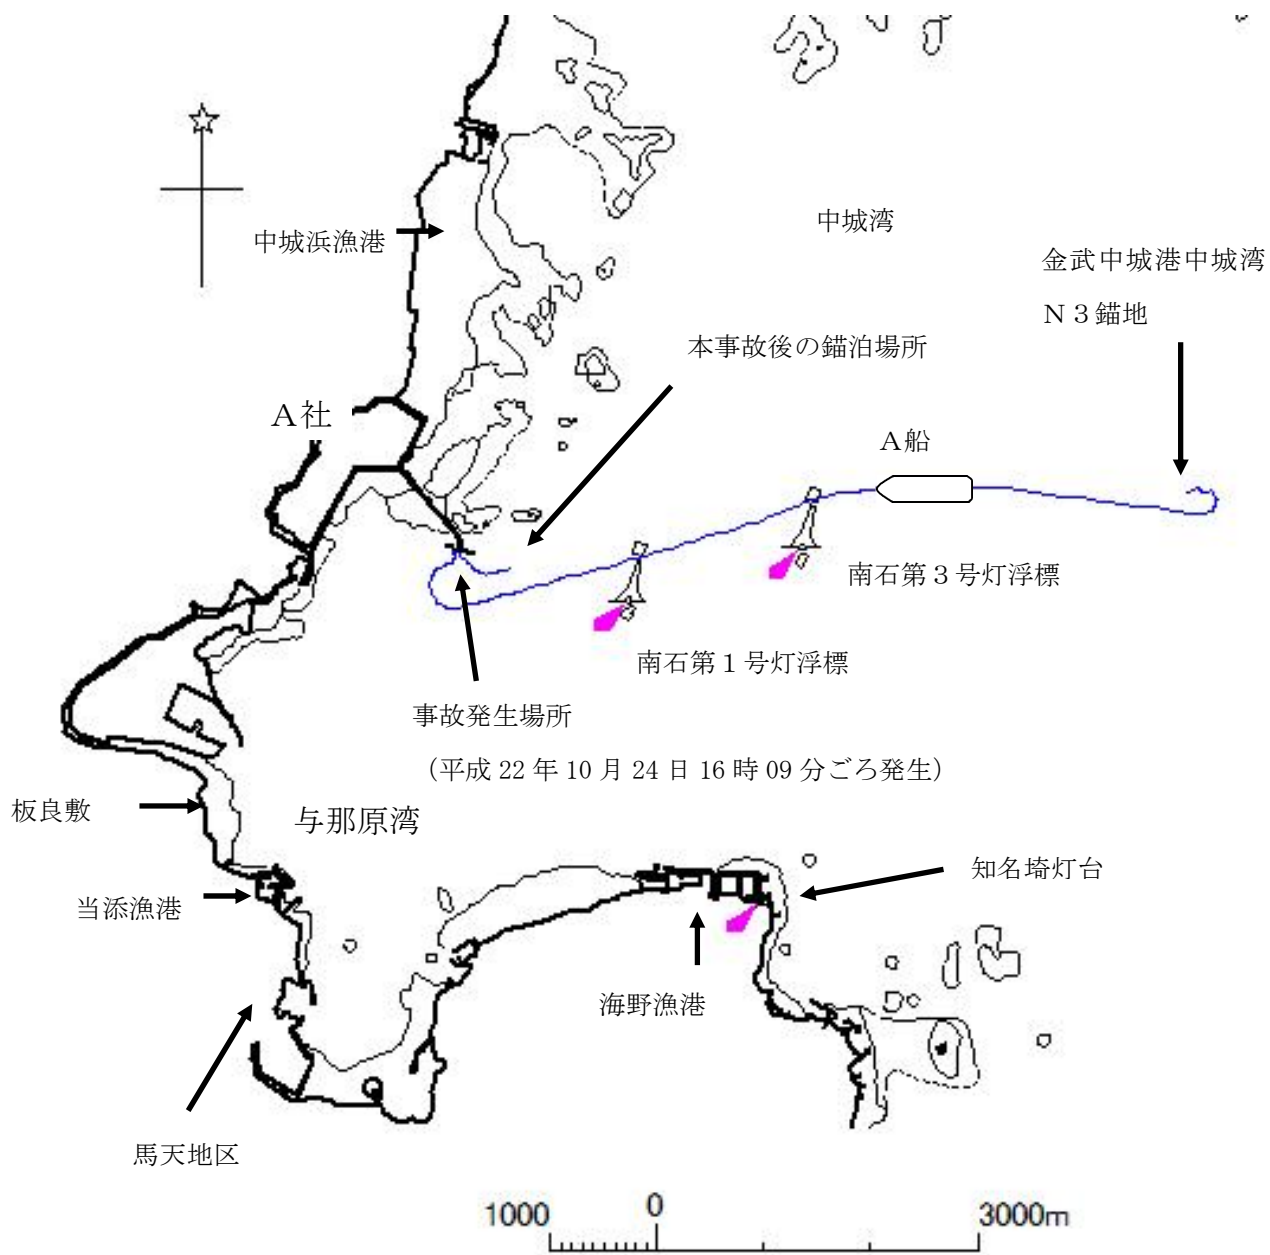 中城湾
中城浜漁港
金武中城港中城湾
N3錨地
本事故後の錨泊場所
A社
A船
南石第3号灯浮標
南石第1号灯浮標
事故発生場所
(平成 22 年 10 月 24 日 16 時 09 分ごろ発生)
板良敷
与那原湾
知名埼灯台
当添漁港
海野漁港
馬天地区
1000 0 3000m